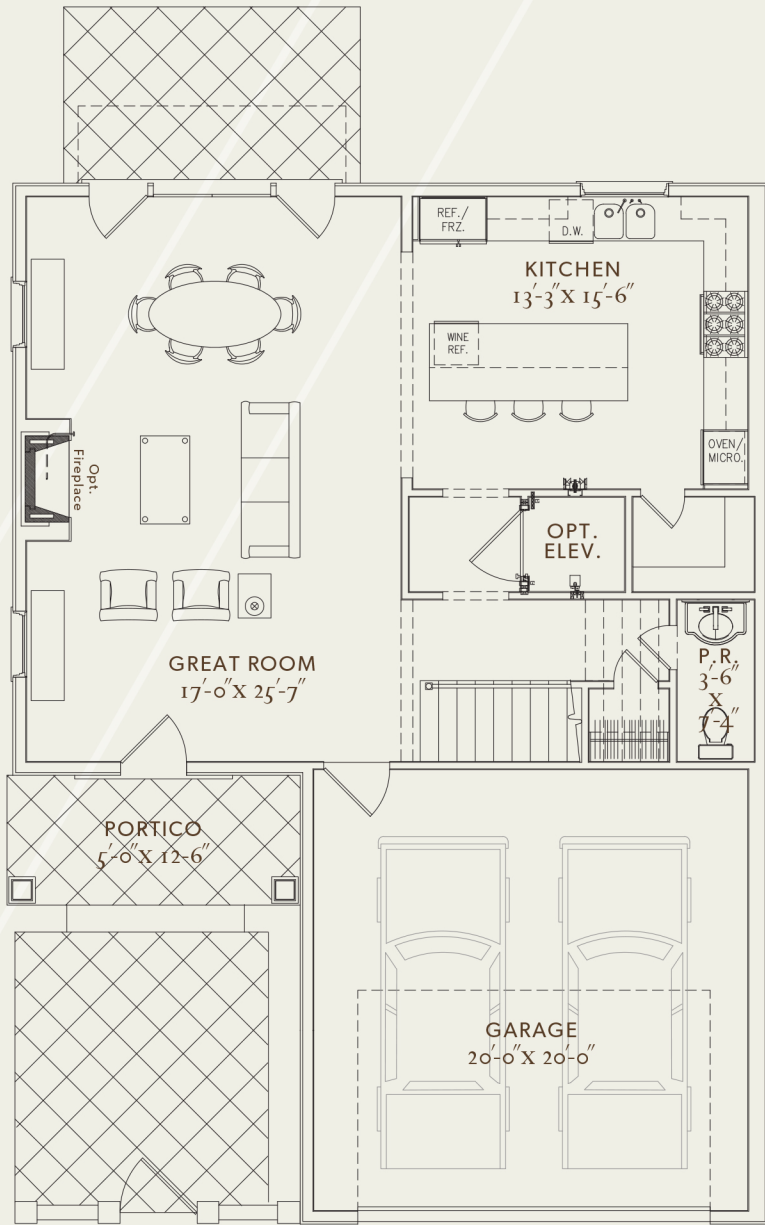 REF./
FRZ.
D.W.
KITCHEN
13'-3"X 15'-6"
WINE
REF.
OVEN/
MICRO.
Opt.
Fireplace
OPT.
ELEV.
GREAT ROOM
17'-0"X 25'-7"
P.R.
3'-6"
X
7'-4"
PORTICO
5'-0"X 12-6"
GARAGE
20'-0"X 20'-0"